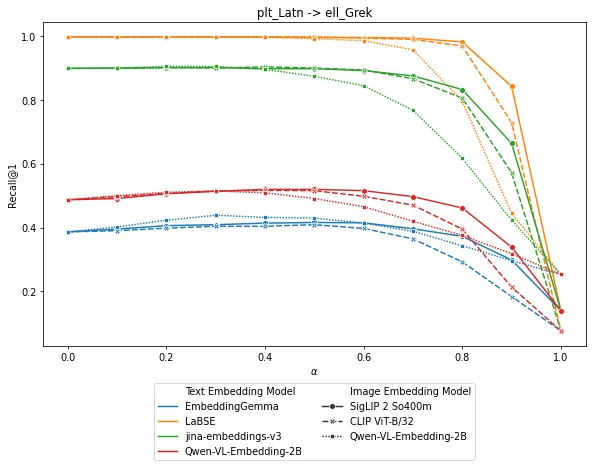 plt_Latn -> ell_Grek
Recall@1
1.0
0.8
0.6
0.4
0.2
0.0 0.2 0.4 0.6 0.8 1.0
α
Text Embedding Model Image Embedding Model
EmbeddingGemma SigLIP 2 So400m
LaBSE CLIP ViT-B/32
jina-embeddings-v3 Qwen-VL-Embedding-2B
Qwen-VL-Embedding-2B